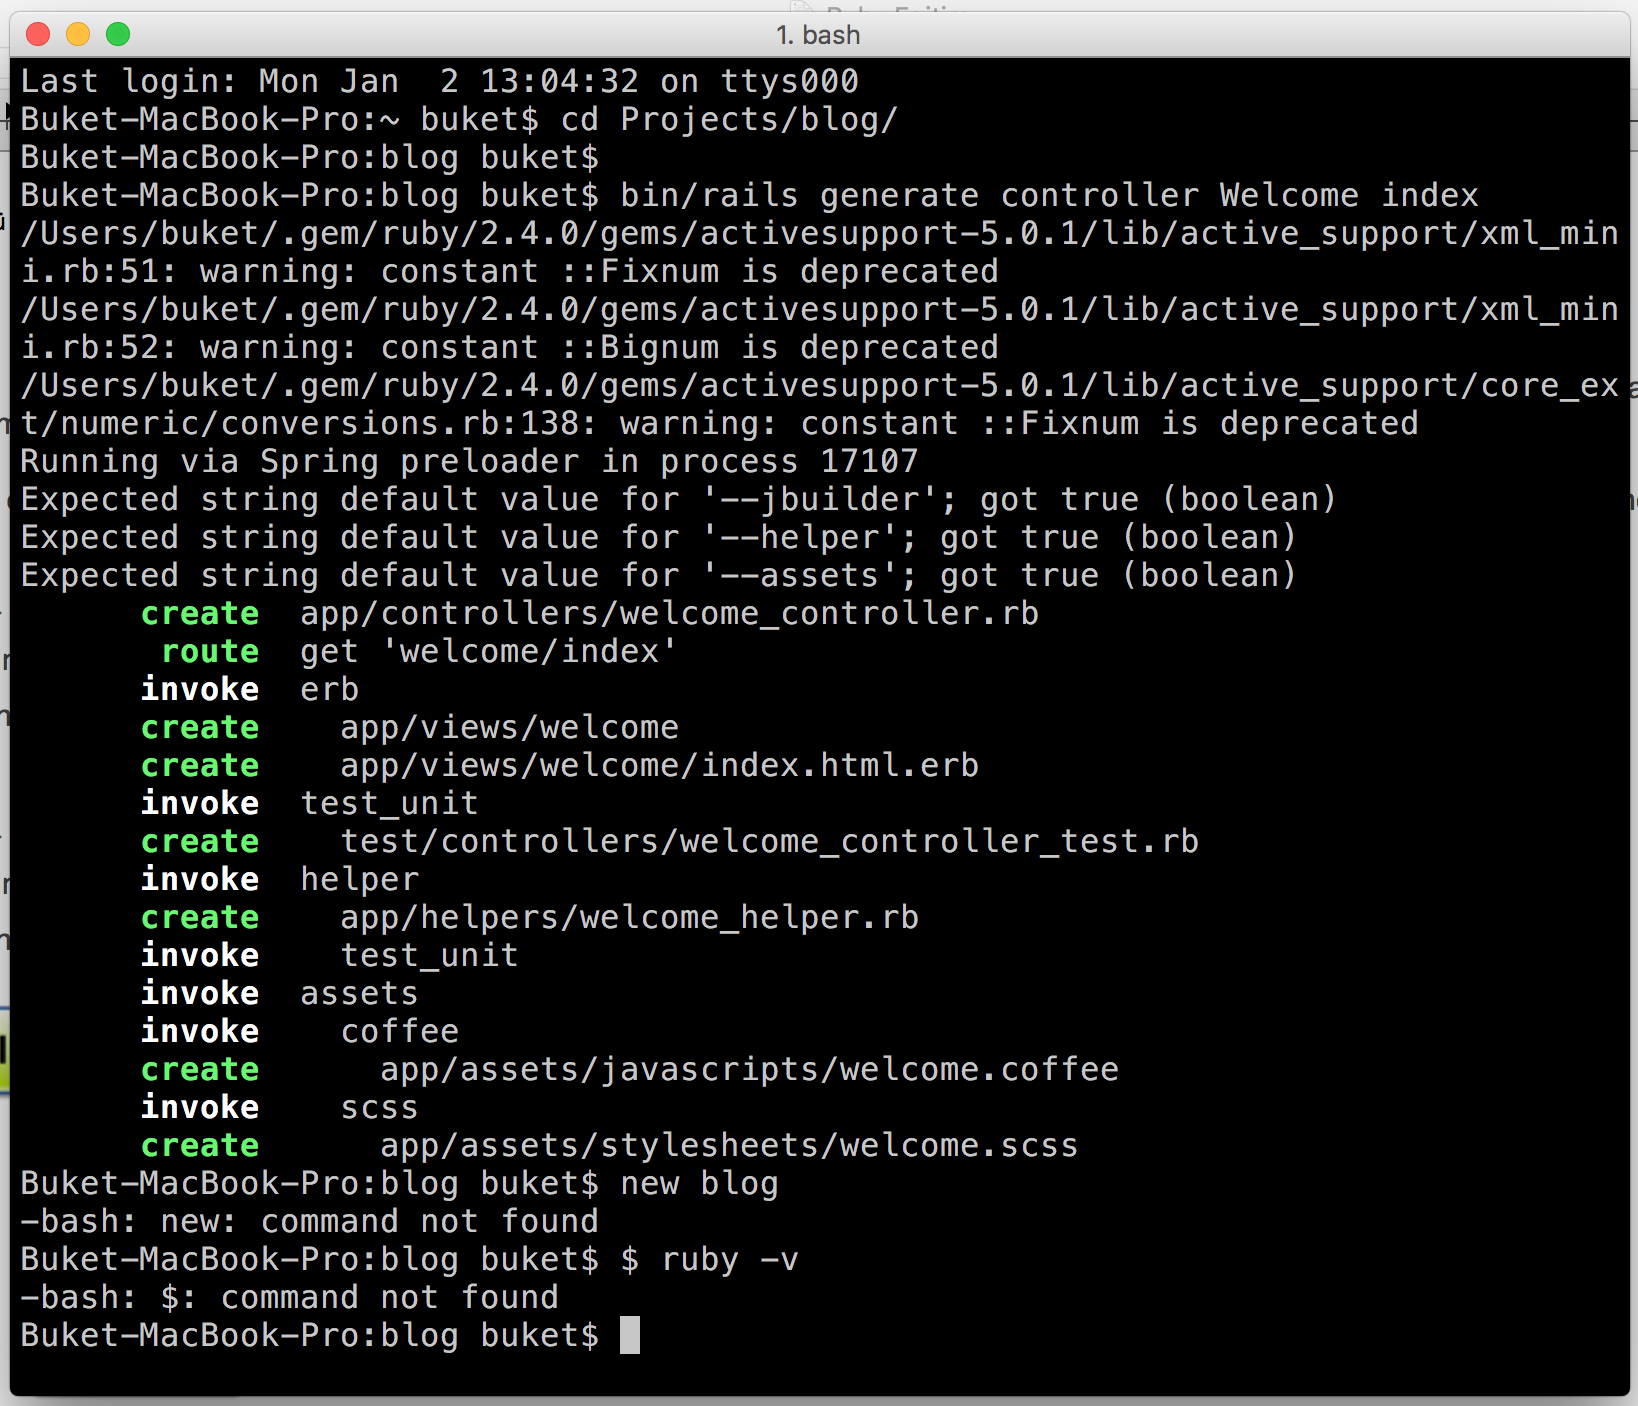 1. bash
Last login: Mon Jan  2 13:04:32 on ttys000
Buket-MacBook-Pro:~ buket$ cd Projects/blog/
Buket-MacBook-Pro:blog buket$
Buket-MacBook-Pro:blog buket$ bin/rails generate controller Welcome index
/Users/buket/.gem/ruby/2.4.0/gems/activesupport-5.0.1/lib/active_support/xml_min
i.rb:51: warning: constant ::Fixnum is deprecated
/Users/buket/.gem/ruby/2.4.0/gems/activesupport-5.0.1/lib/active_support/xml_min
i.rb:52: warning: constant ::Bignum is deprecated
/Users/buket/.gem/ruby/2.4.0/gems/activesupport-5.0.1/lib/active_support/core_ex
t/numeric/conversions.rb:138: warning: constant ::Fixnum is deprecated
Running via Spring preloader in process 17107
Expected string default value for '--jbuilder'; got true (boolean)
Expected string default value for '--helper'; got true (boolean)
Expected string default value for '--assets'; got true (boolean)
      create  app/controllers/welcome_controller.rb
       route  get 'welcome/index'
      invoke  erb
      create    app/views/welcome
      create    app/views/welcome/index.html.erb
      invoke  test_unit
      create    test/controllers/welcome_controller_test.rb
      invoke  helper
      create    app/helpers/welcome_helper.rb
      invoke    test_unit
      invoke  assets
      invoke    coffee
      create      app/assets/javascripts/welcome.coffee
      invoke    scss
      create      app/assets/stylesheets/welcome.scss
Buket-MacBook-Pro:blog buket$ new blog
-bash: new: command not found
Buket-MacBook-Pro:blog buket$ $ ruby -v
-bash: $: command not found
Buket-MacBook-Pro:blog buket$